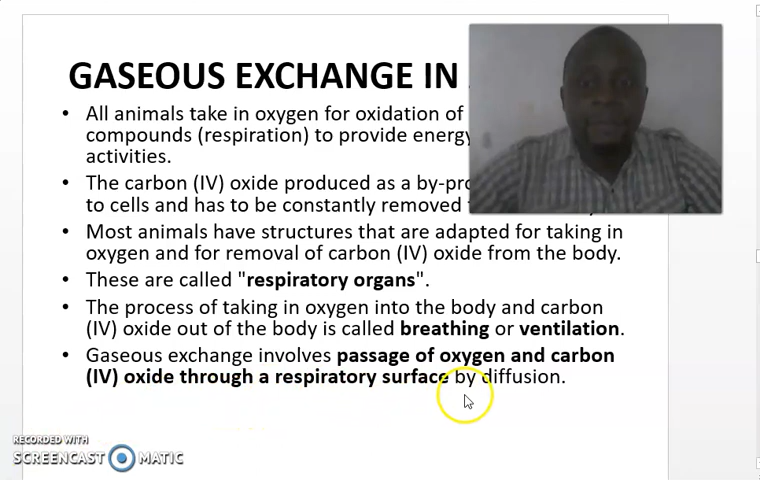 GASEOUS EXCHANGE IN
• All animals take in oxygen for oxidation of
compounds (respiration) to provide energy
activities.
• The carbon (IV) oxide produced as a by-pro
to cells and has to be constantly removed
• Most animals have structures that are adapted for taking in
oxygen and for removal of carbon (IV) oxide from the body.
• These are called "respiratory organs".
• The process of taking in oxygen into the body and carbon
(IV) oxide out of the body is called breathing or ventilation.
• Gaseous exchange involves passage of oxygen and carbon
(IV) oxide through a respiratory surface by diffusion.
RECORDED WITH
SCREENCAST MATIC